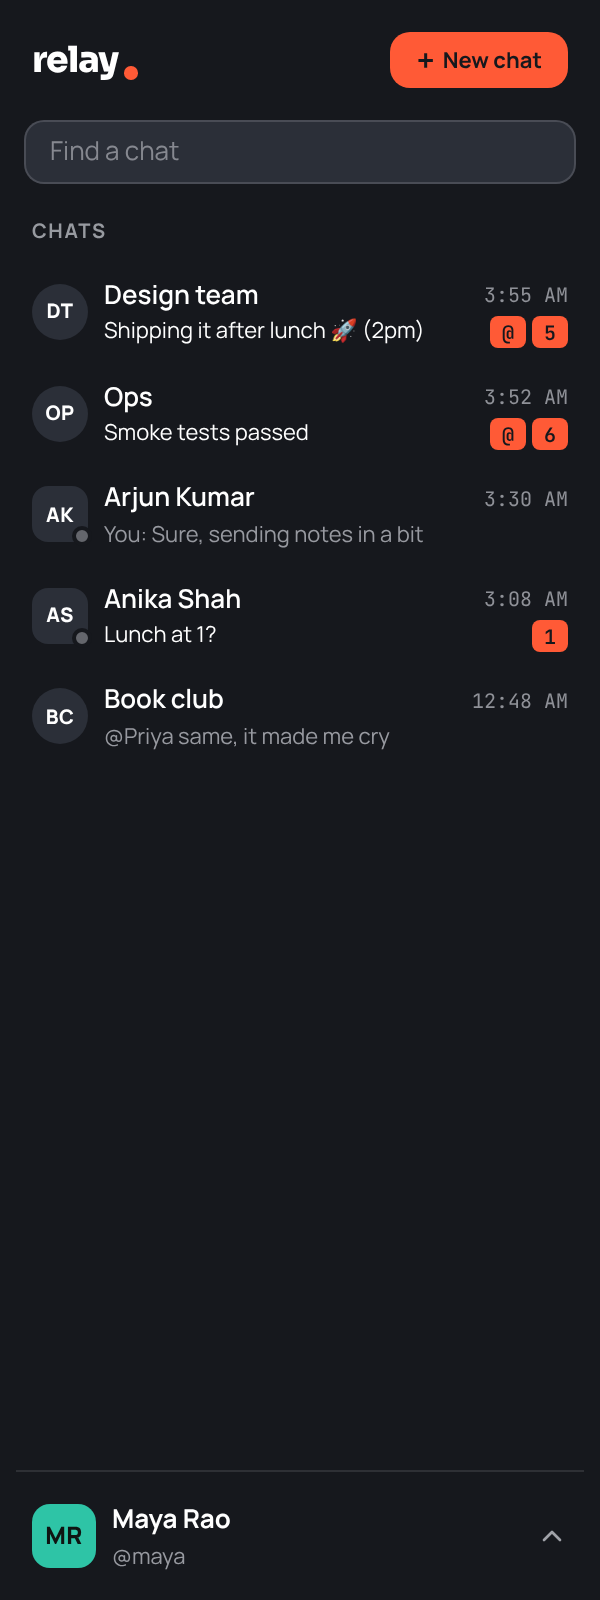 relay.
+ New chat
Find a chat
CHATS
DT Design team 3:55 AM
Shipping it after lunch 🚀 (2pm) @ 5
OP Ops 3:52 AM
Smoke tests passed @ 6
AK Arjun Kumar 3:30 AM
You: Sure, sending notes in a bit
AS Anika Shah 3:08 AM
Lunch at 1? 1
BC Book club 12:48 AM
@Priya same, it made me cry
MR Maya Rao
@maya